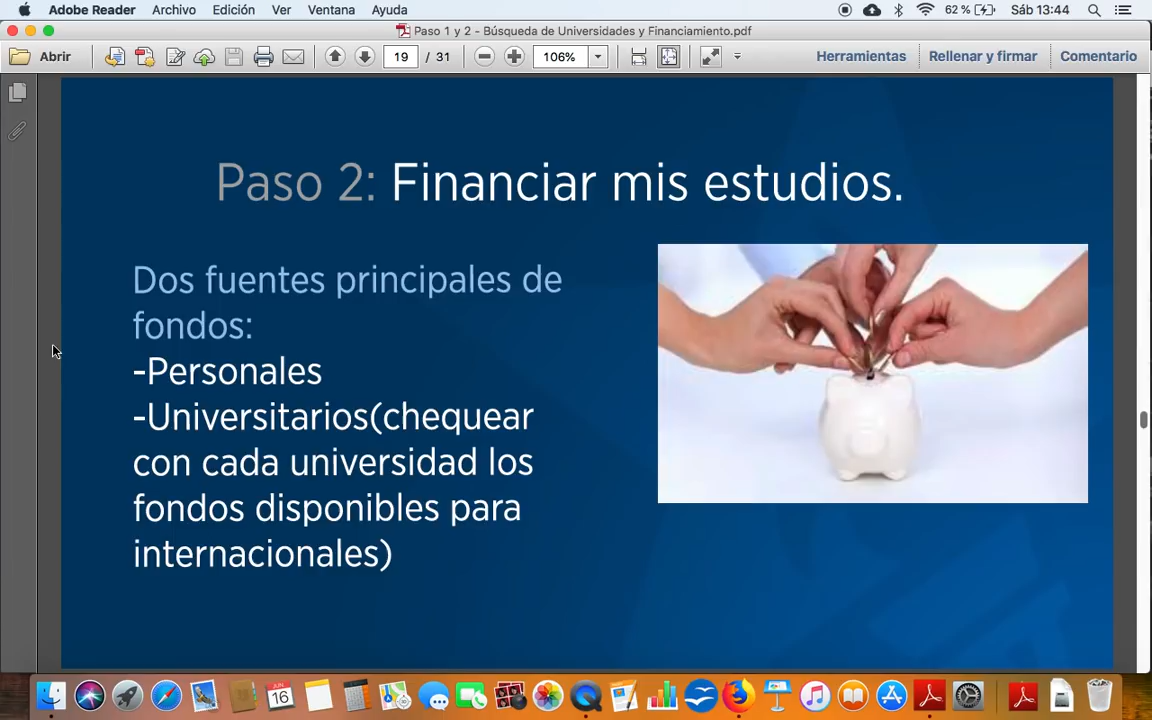 Adobe Reader Archivo Edición Ver Ventana Ayuda 62 % Sáb 13:44
Paso 1 y 2 - Búsqueda de Universidades y Financiamiento.pdf
Abrir 19 / 31 106% Herramientas Rellenar y firmar Comentario
Paso 2: Financiar mis estudios.
Dos fuentes principales de
fondos:
-Personales
-Universitarios(chequear
con cada universidad los
fondos disponibles para
internacionales)
JUN
16